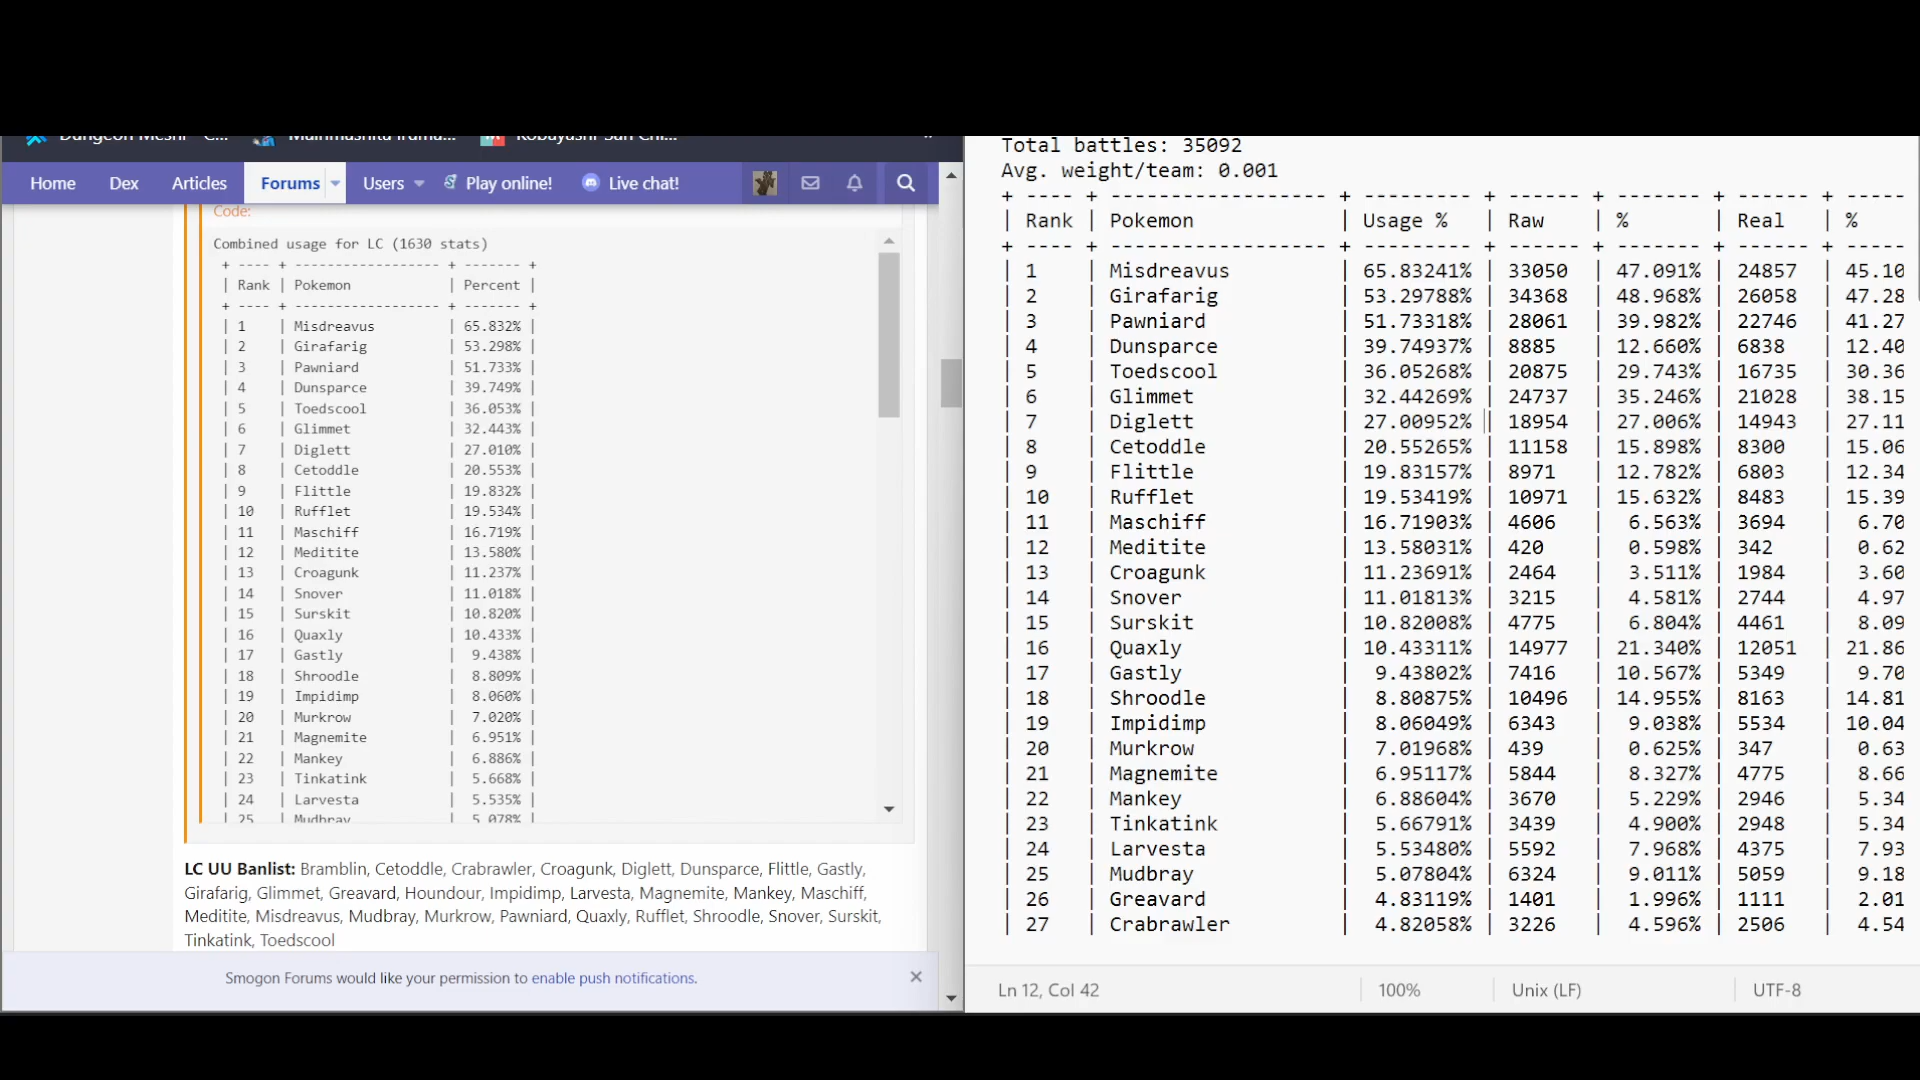 Dungeon Meshi - C...
Home Dex Articles Forums Users Play online! Live chat!
Code:
Combined usage for LC (1630 stats)
+ ---- + ------------------ + ------- +
| Rank | Pokemon | Percent |
+ ---- + ------------------ + ------- +
| 1 | Misdreavus | 65.832% |
| 2 | Girafarig | 53.298% |
| 3 | Pawniard | 51.733% |
| 4 | Dunsparce | 39.749% |
| 5 | Toedscool | 36.053% |
| 6 | Glimmet | 32.443% |
| 7 | Diglett | 27.010% |
| 8 | Cetoddle | 20.553% |
| 9 | Flittle | 19.832% |
| 10 | Rufflet | 19.534% |
| 11 | Maschiff | 16.719% |
| 12 | Meditite | 13.580% |
| 13 | Croagunk | 11.237% |
| 14 | Snover | 11.018% |
| 15 | Surskit | 10.820% |
| 16 | Quaxly | 10.433% |
| 17 | Gastly | 9.438% |
| 18 | Shroodle | 8.809% |
| 19 | Impidimp | 8.060% |
| 20 | Murkrow | 7.020% |
| 21 | Magnemite | 6.951% |
| 22 | Mankey | 6.886% |
| 23 | Tinkatink | 5.668% |
| 24 | Larvesta | 5.535% |
| 25 | Mudbray | 5.078% |
LC UU Banlist: Bramblin, Cetoddle, Crabrawler, Croagunk, Diglett, Dunsparce, Flittle, Gastly,
Girafarig, Glimmet, Greavard, Houndour, Impidimp, Larvesta, Magnemite, Mankey, Maschiff,
Meditite, Misdreavus, Mudbray, Murkrow, Pawniard, Quaxly, Rufflet, Shroodle, Snover, Surskit,
Tinkatink, Toedscool
Smogon Forums would like your permission to enable push notifications.
Total battles: 35092
Avg. weight/team: 0.001
+ ---- + ------------------ + --------- + ------ + ------- + ------ + -----
| Rank | Pokemon | Usage % | Raw | % | Real | %
+ ---- + ------------------ + --------- + ------ + ------- + ------ + -----
| 1 | Misdreavus | 65.83241% | 33050 | 47.091% | 24857 | 45.10
| 2 | Girafarig | 53.29788% | 34368 | 48.968% | 26058 | 47.28
| 3 | Pawniard | 51.73318% | 28061 | 39.982% | 22746 | 41.27
| 4 | Dunsparce | 39.74937% | 8885 | 12.660% | 6838 | 12.40
| 5 | Toedscool | 36.05268% | 20875 | 29.743% | 16735 | 30.36
| 6 | Glimmet | 32.44269% | 24737 | 35.246% | 21028 | 38.15
| 7 | Diglett | 27.00952% | 18954 | 27.006% | 14943 | 27.11
| 8 | Cetoddle | 20.55265% | 11158 | 15.898% | 8300 | 15.06
| 9 | Flittle | 19.83157% | 8971 | 12.782% | 6803 | 12.34
| 10 | Rufflet | 19.53419% | 10971 | 15.632% | 8483 | 15.39
| 11 | Maschiff | 16.71903% | 4606 | 6.563% | 3694 | 6.70
| 12 | Meditite | 13.58031% | 420 | 0.598% | 342 | 0.62
| 13 | Croagunk | 11.23691% | 2464 | 3.511% | 1984 | 3.60
| 14 | Snover | 11.01813% | 3215 | 4.581% | 2744 | 4.97
| 15 | Surskit | 10.82008% | 4775 | 6.804% | 4461 | 8.09
| 16 | Quaxly | 10.43311% | 14977 | 21.340% | 12051 | 21.86
| 17 | Gastly | 9.43802% | 7416 | 10.567% | 5349 | 9.70
| 18 | Shroodle | 8.80875% | 10496 | 14.955% | 8163 | 14.81
| 19 | Impidimp | 8.06049% | 6343 | 9.038% | 5534 | 10.04
| 20 | Murkrow | 7.01968% | 439 | 0.625% | 347 | 0.63
| 21 | Magnemite | 6.95117% | 5844 | 8.327% | 4775 | 8.66
| 22 | Mankey | 6.88604% | 3670 | 5.229% | 2946 | 5.34
| 23 | Tinkatink | 5.66791% | 3439 | 4.900% | 2948 | 5.34
| 24 | Larvesta | 5.53480% | 5592 | 7.968% | 4375 | 7.93
| 25 | Mudbray | 5.07804% | 6324 | 9.011% | 5059 | 9.18
| 26 | Greavard | 4.83119% | 1401 | 1.996% | 1111 | 2.01
| 27 | Crabrawler | 4.82058% | 3226 | 4.596% | 2506 | 4.54
Ln 12, Col 42 100% Unix (LF) UTF-8